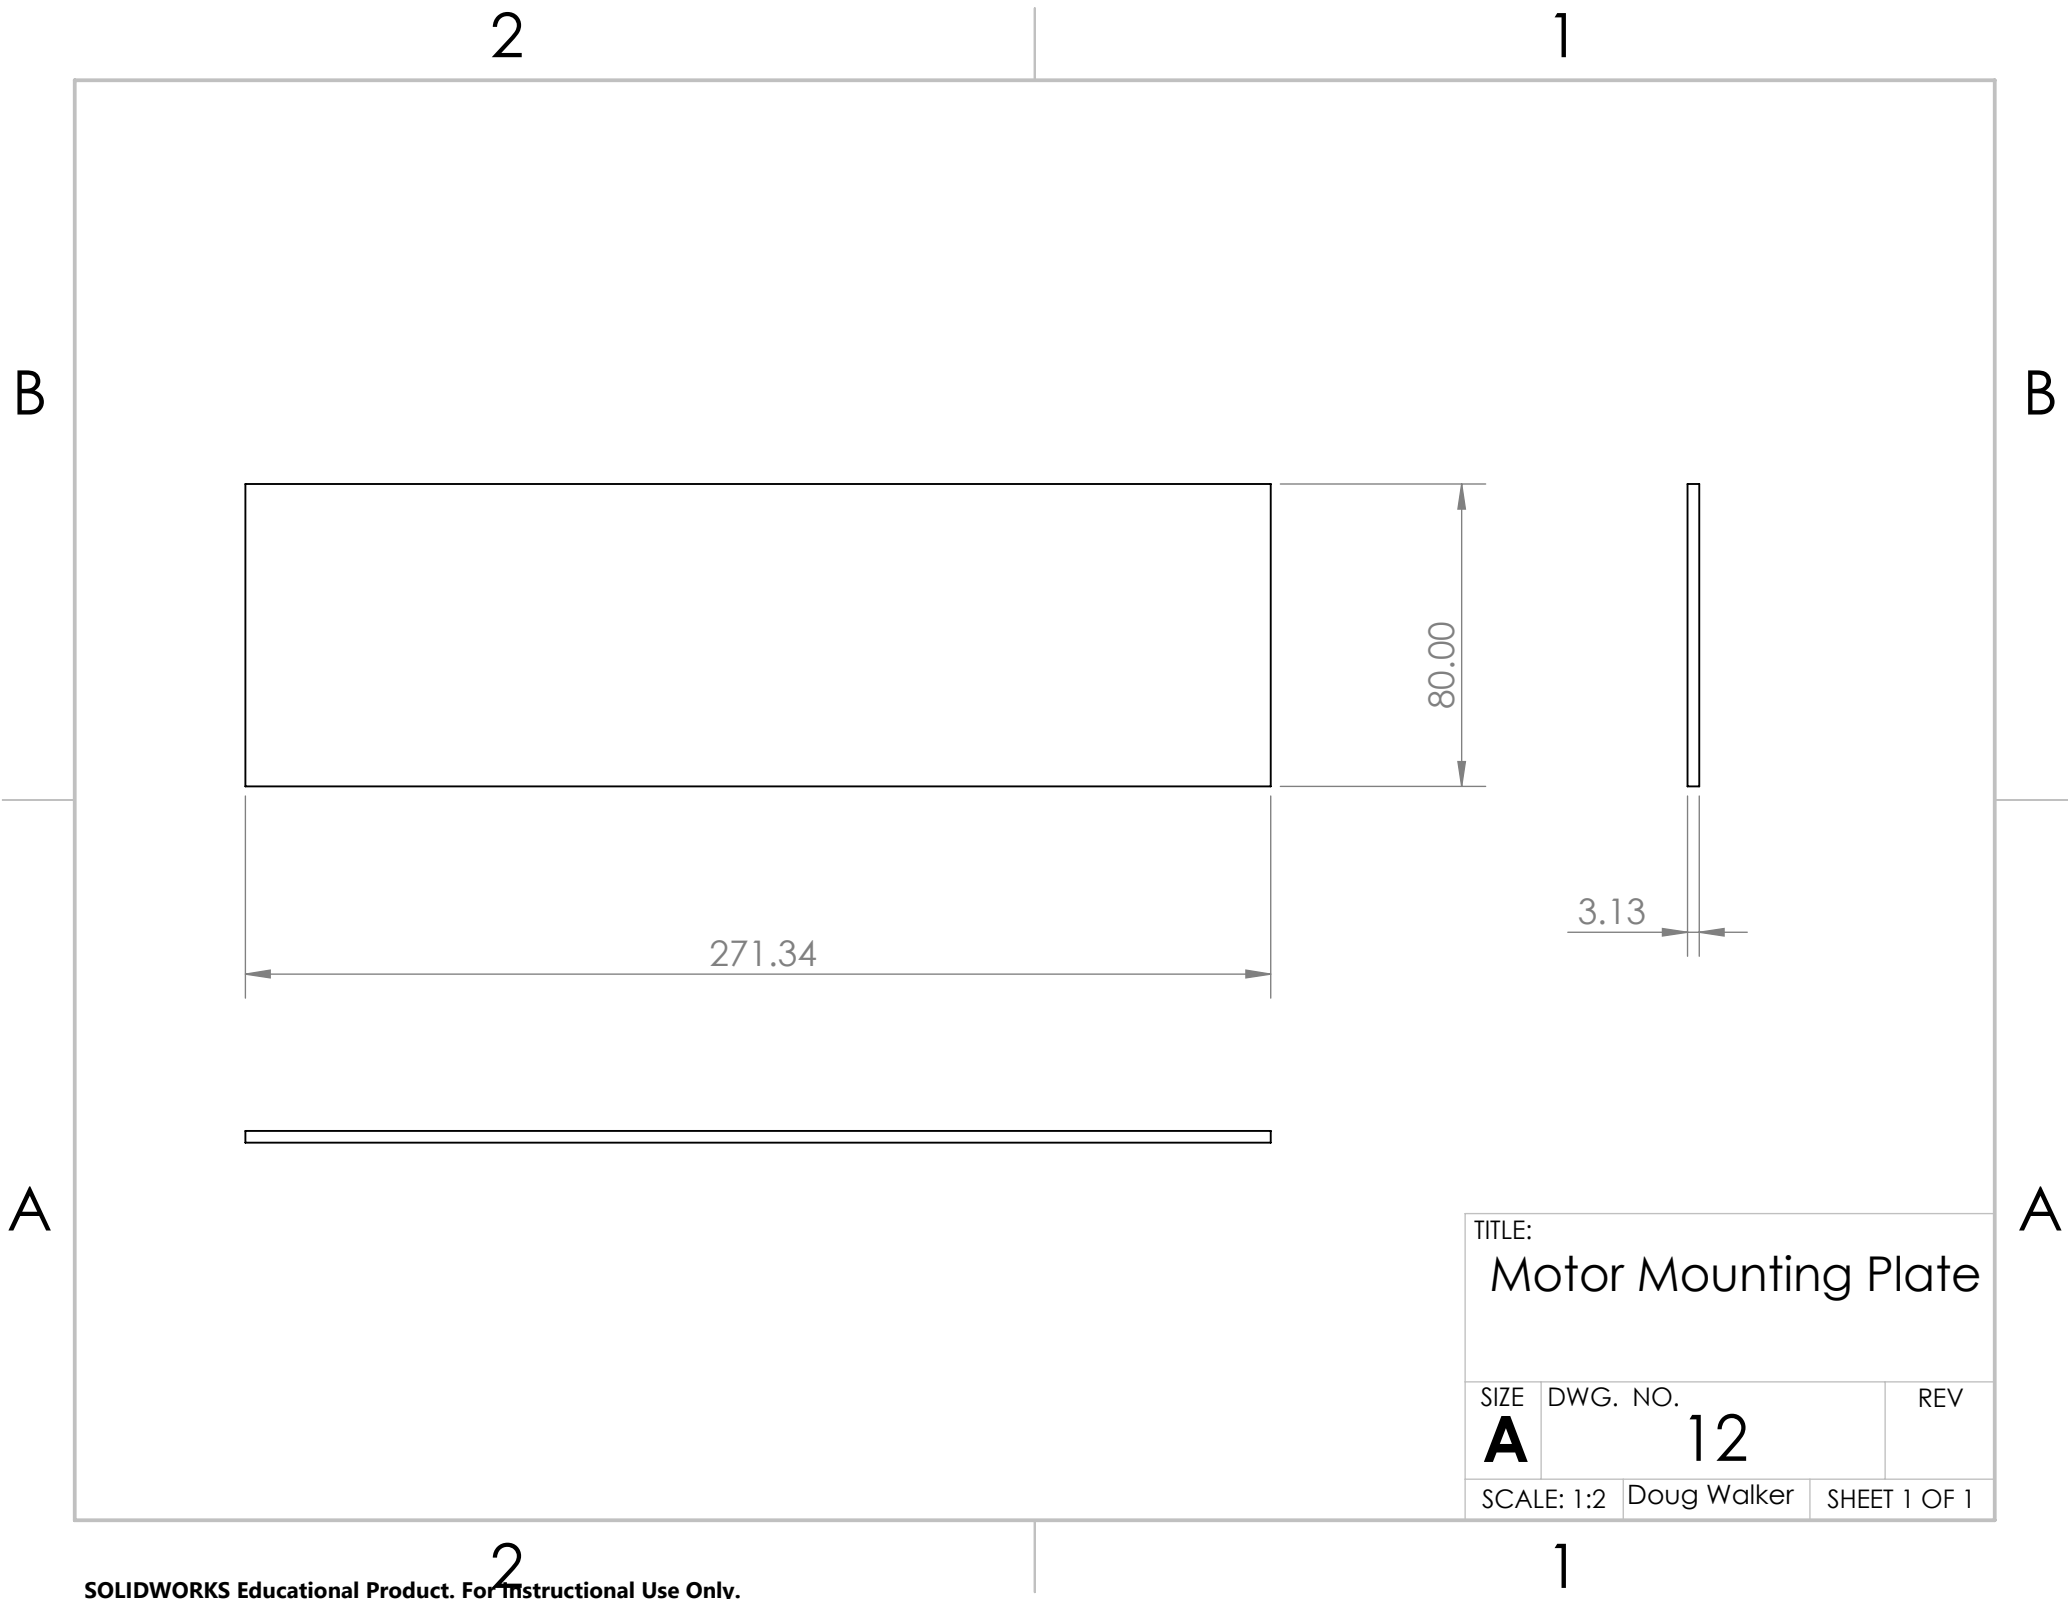 2 1
B B
80.00
3.13
271.34
A A
TITLE:
Motor Mounting Plate
SIZE DWG. NO. REV
A 12
SCALE: 1:2 Doug Walker SHEET 1 OF 1
2 1
SOLIDWORKS Educational Product. For Instructional Use Only.